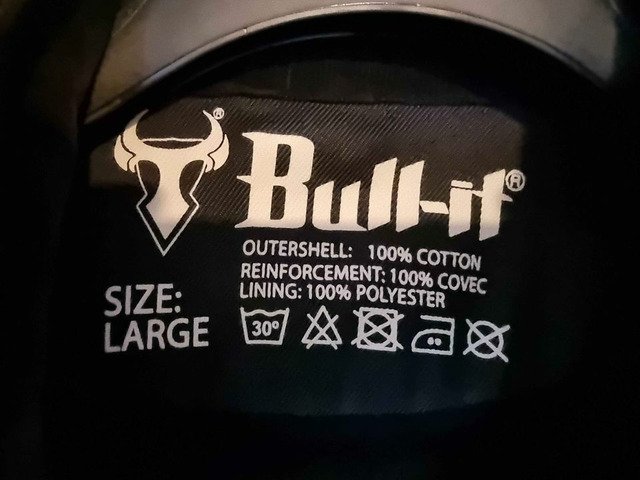 Bull-it®
OUTERSHELL: 100% COTTON
REINFORCEMENT: 100% COVEC
LINING: 100% POLYESTER
SIZE:
LARGE
30°